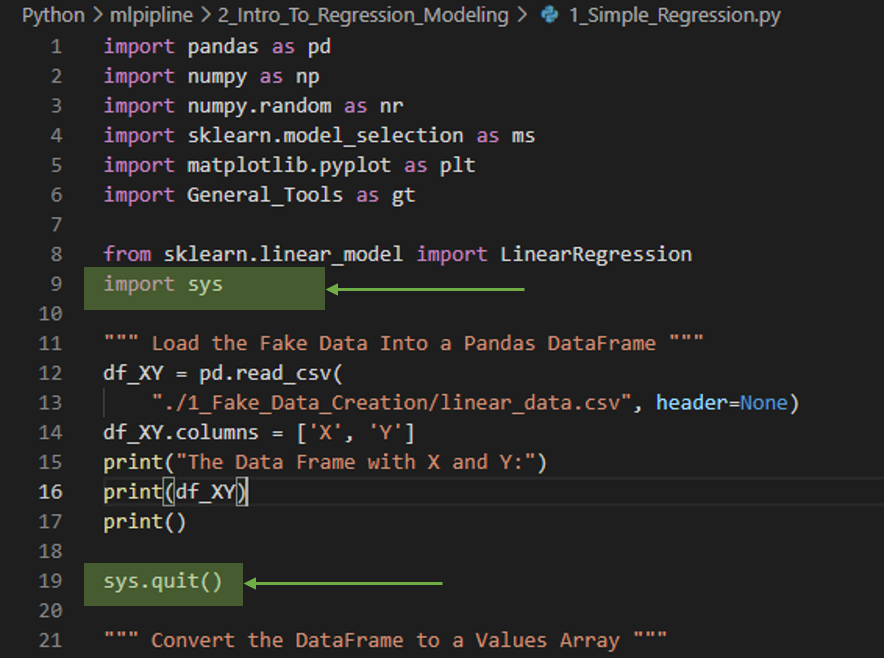 Python > mlpipline > 2_Intro_To_Regression_Modeling > 1_Simple_Regression.py
1 import pandas as pd
2 import numpy as np
3 import numpy.random as nr
4 import sklearn.model_selection as ms
5 import matplotlib.pyplot as plt
6 import General_Tools as gt
7
8 from sklearn.linear_model import LinearRegression
9 import sys
10
11 """ Load the Fake Data Into a Pandas DataFrame """
12 df_XY = pd.read_csv(
13     "./1_Fake_Data_Creation/linear_data.csv", header=None)
14 df_XY.columns = ['X', 'Y']
15 print("The Data Frame with X and Y:")
16 print(df_XY)
17 print()
18
19 sys.quit()
20
21 """ Convert the DataFrame to a Values Array """